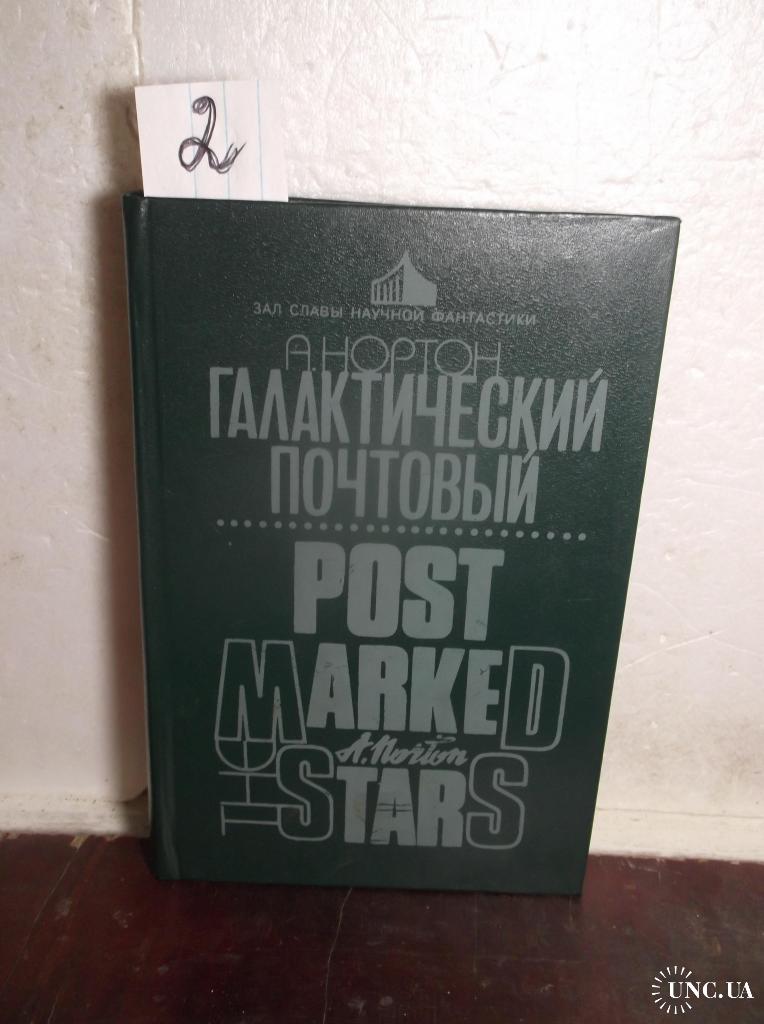 2
ЗАЛ СЛАВЫ НАУЧНОЙ ФАНТАСТИКИ
А.НОРТОН
ГАЛАКТИЧЕСКИЙ
ПОЧТОВЫЙ
POST
MARKED
THE
A.Norton
STARS
UNC.UA